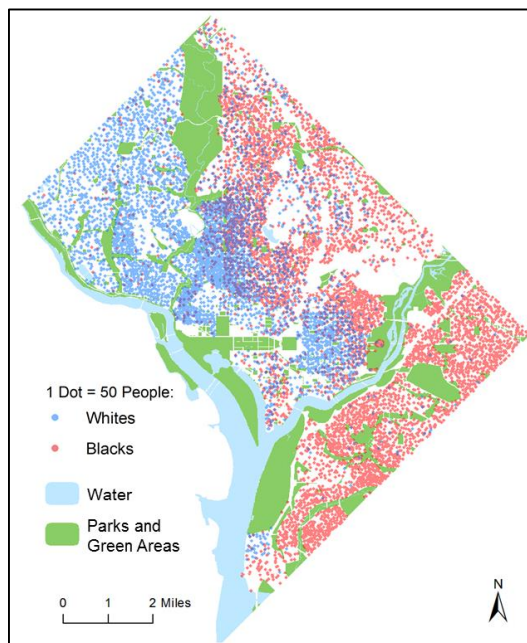 1 Dot = 50 People:
Whites
Blacks
Water
Parks and
Green Areas
0 1 2 Miles
N